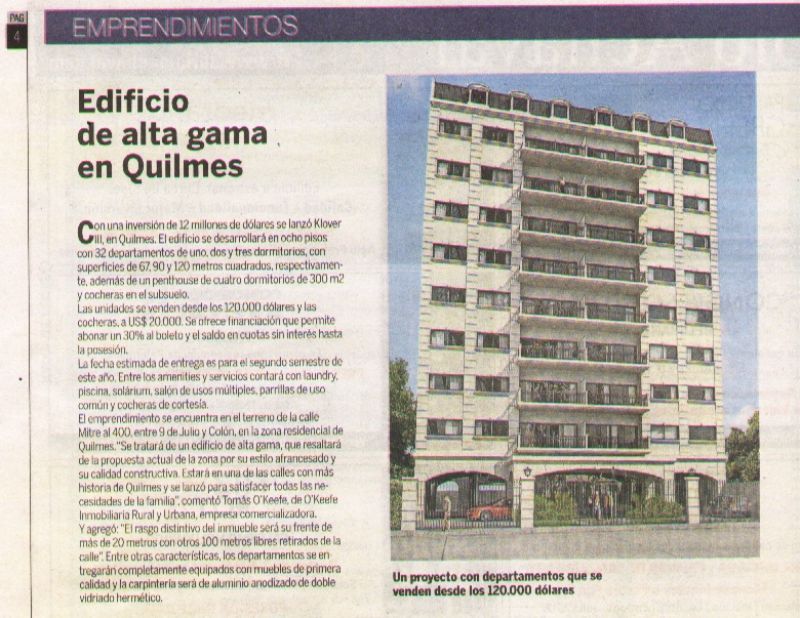 PAG
4
EMPRENDIMIENTOS
Edificio
de alta gama
en Quilmes
Con una inversión de 12 millones de dólares se lanzó Klover
III, en Quilmes. El edificio se desarrollará en ocho pisos
con 32 departamentos de uno, dos y tres dormitorios, con
superficies de 67, 90 y 120 metros cuadrados, respectivamen-
te, además de un penthouse de cuatro dormitorios de 300 m2
y cocheras en el subsuelo.
Las unidades se venden desde los 120.000 dólares y las
cocheras, a US$ 20.000. Se ofrece financiación que permite
abonar un 30% al boleto y el saldo en cuotas sin interés hasta
la posesión.
La fecha estimada de entrega es para el segundo semestre de
este año. Entre los amenities y servicios contará con laundry,
piscina, solárium, salón de usos múltiples, parrillas de uso
común y cocheras de cortesía.
El emprendimiento se encuentra en el terreno de la calle
Mitre al 400, entre 9 de Julio y Colón, en la zona residencial de
Quilmes. "Se tratará de un edificio de alta gama, que resaltará
de la propuesta actual de la zona por su estilo afrancesado y
su calidad constructiva. Estará en una de las calles con más
historia de Quilmes y se lanzó para satisfacer todas las ne-
cesidades de la familia", comentó Tomás O'Keefe, de O'Keefe
Inmobiliaria Rural y Urbana, empresa comercializadora.
Y agregó: "El rasgo distintivo del inmueble será su frente de
más de 20 metros con otros 100 metros libres retirados de la
calle". Entre otras características, los departamentos se en-
tregarán completamente equipados con muebles de primera
calidad y la carpintería será de aluminio anodizado de doble
vidriado hermético.
Un proyecto con departamentos que se
venden desde los 120.000 dólares